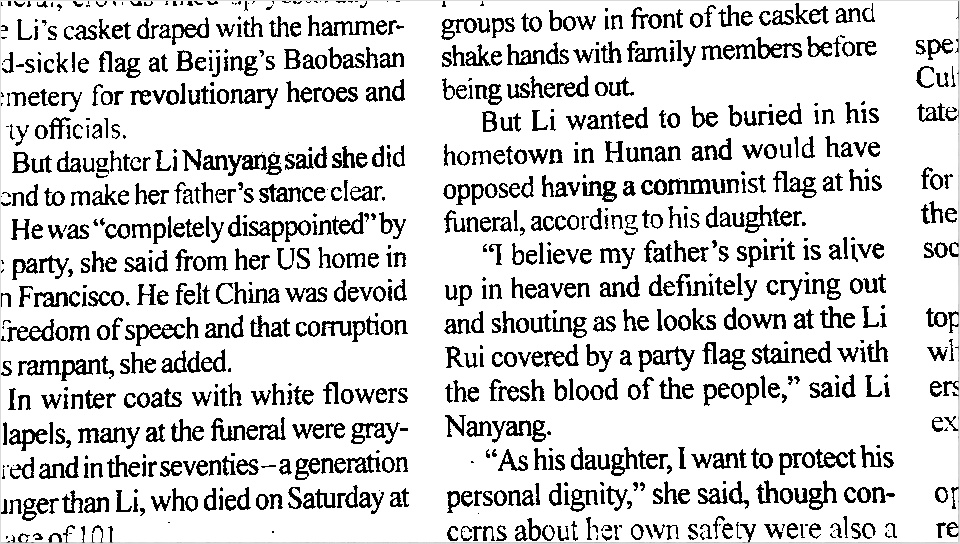 Li's casket draped with the hammer-
d-sickle flag at Beijing's Baobashan
metery for revolutionary heroes and
ty officials.
But daughter Li Nanyang said she did
end to make her father's stance clear.
He was "completely disappointed" by
party, she said from her US home in
n Francisco. He felt China was devoid
freedom of speech and that corruption
s rampant, she added.
In winter coats with white flowers
lapels, many at the funeral were gray-
red and in their seventies – a generation
unger than Li, who died on Saturday at
age of 101
groups to bow in front of the casket and
shake hands with family members before
being ushered out.
But Li wanted to be buried in his
hometown in Hunan and would have
opposed having a communist flag at his
funeral, according to his daughter.
"I believe my father's spirit is alive
up in heaven and definitely crying out
and shouting as he looks down at the Li
Rui covered by a party flag stained with
the fresh blood of the people," said Li
Nanyang.
"As his daughter, I want to protect his
personal dignity," she said, though con-
cerns about her own safety were also a
spe
Cul
tate
for
the
soc
top
wh
ers
ex
op
re